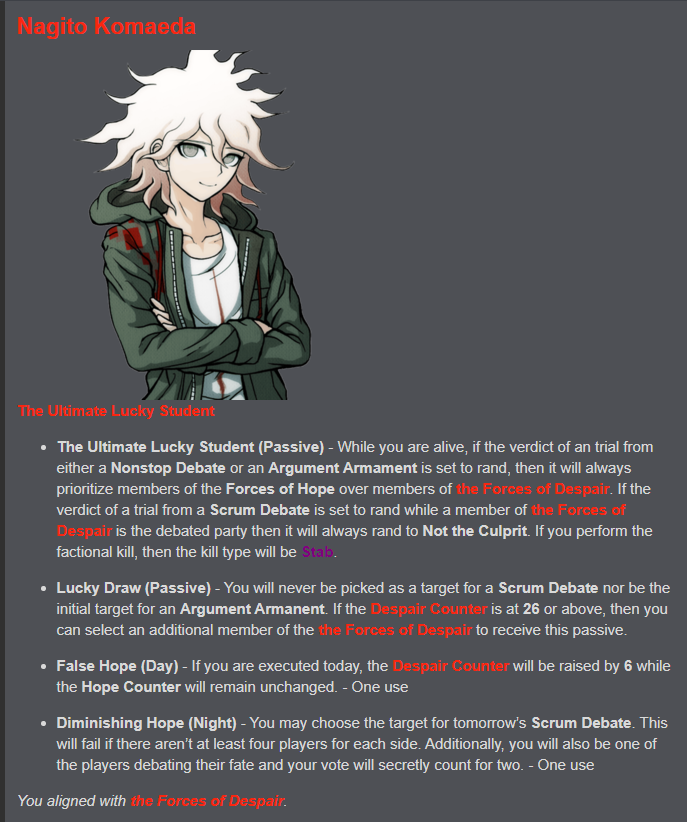 Nagito Komaeda
The Ultimate Lucky Student
• The Ultimate Lucky Student (Passive) - While you are alive, if the verdict of an trial from
either a Nonstop Debate or an Argument Armament is set to rand, then it will always
prioritize members of the Forces of Hope over members of the Forces of Despair. If the
verdict of a trial from a Scrum Debate is set to rand while a member of the Forces of
Despair is the debated party then it will always rand to Not the Culprit. If you perform the
factional kill, then the kill type will be Stab.
• Lucky Draw (Passive) - You will never be picked as a target for a Scrum Debate nor be the
initial target for an Argument Armanent. If the Despair Counter is at 26 or above, then you
can select an additional member of the the Forces of Despair to receive this passive.
• False Hope (Day) - If you are executed today, the Despair Counter will be raised by 6 while
the Hope Counter will remain unchanged. - One use
• Diminishing Hope (Night) - You may choose the target for tomorrow’s Scrum Debate. This
will fail if there aren’t at least four players for each side. Additionally, you will also be one of
the players debating their fate and your vote will secretly count for two. - One use
You aligned with the Forces of Despair.